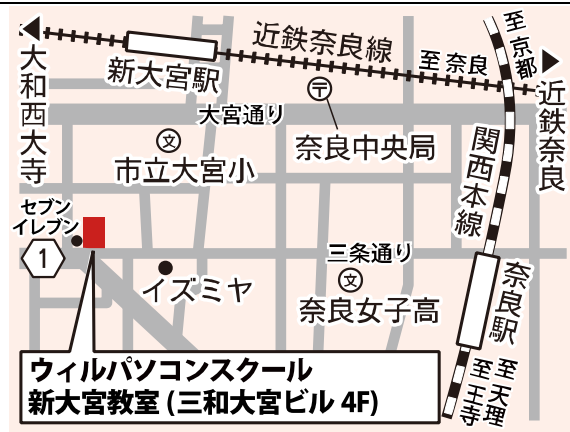 大和西大寺
新大宮駅
近鉄奈良線
至奈良
至京都
近鉄奈良
大宮通り
〒
奈良中央局
文
市立大宮小
関西本線
セブン
イレブン
1
三条通り
イズミヤ
文
奈良女子高
奈良駅
ウィルパソコンスクール
新大宮教室 (三和大宮ビル 4F)
至王寺
至天理